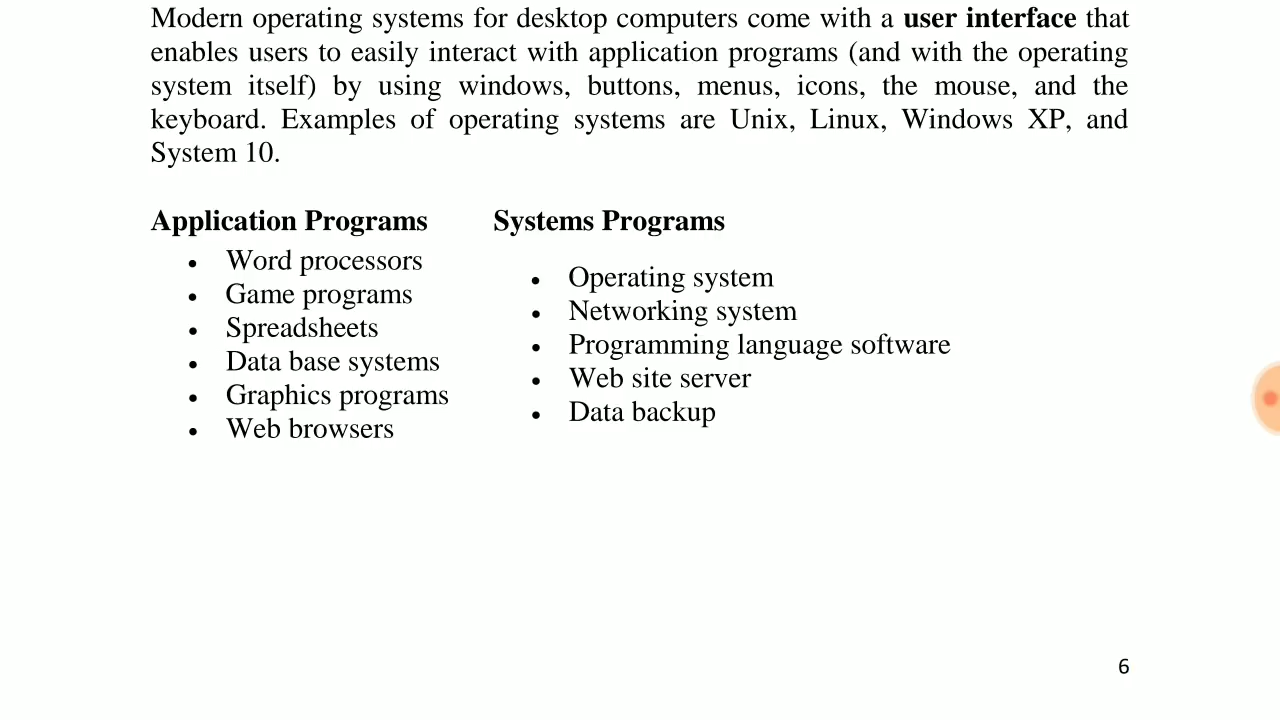 Modern operating systems for desktop computers come with a user interface that
enables users to easily interact with application programs (and with the operating
system itself) by using windows, buttons, menus, icons, the mouse, and the
keyboard. Examples of operating systems are Unix, Linux, Windows XP, and
System 10.
Application Programs
• Word processors
• Game programs
• Spreadsheets
• Data base systems
• Graphics programs
• Web browsers
Systems Programs
• Operating system
• Networking system
• Programming language software
• Web site server
• Data backup
6